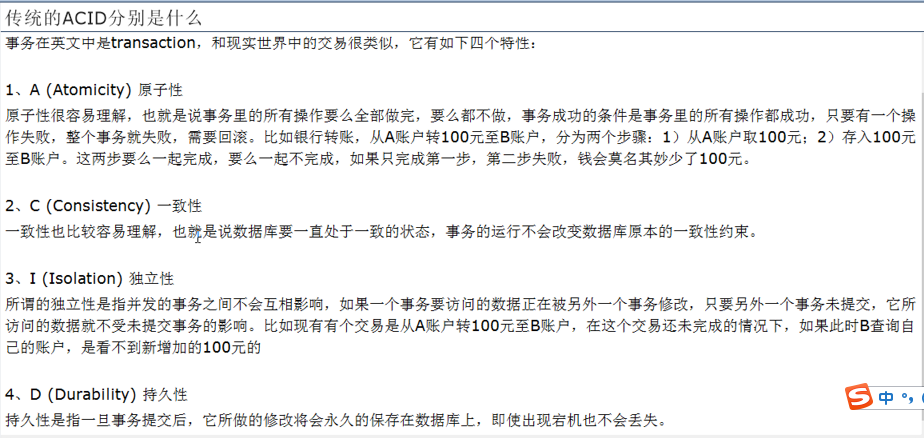 传统的ACID分别是什么
事务在英文中是transaction，和现实世界中的交易很类似，它有如下四个特性：
1、A (Atomicity) 原子性
原子性很容易理解，也就是说事务里的所有操作要么全部做完，要么都不做，事务成功的条件是事务里的所有操作都成功，只要有一个操
作失败，整个事务就失败，需要回滚。比如银行转账，从A账户转100元至B账户，分为两个步骤：1）从A账户取100元；2）存入100元
至B账户。这两步要么一起完成，要么一起不完成，如果只完成第一步，第二步失败，钱会莫名其妙少了100元。
2、C (Consistency) 一致性
一致性也比较容易理解，也就是说数据库要一直处于一致的状态，事务的运行不会改变数据库原本的一致性约束。
3、I (Isolation) 独立性
所谓的独立性是指并发的事务之间不会互相影响，如果一个事务要访问的数据正在被另外一个事务修改，只要另外一个事务未提交，它所
访问的数据就不受未提交事务的影响。比如现有有个交易是从A账户转100元至B账户，在这个交易还未完成的情况下，如果此时B查询自
己的账户，是看不到新增加的100元的
4、D (Durability) 持久性
持久性是指一旦事务提交后，它所做的修改将会永久的保存在数据库上，即使出现宕机也不会丢失。
S 中 °，